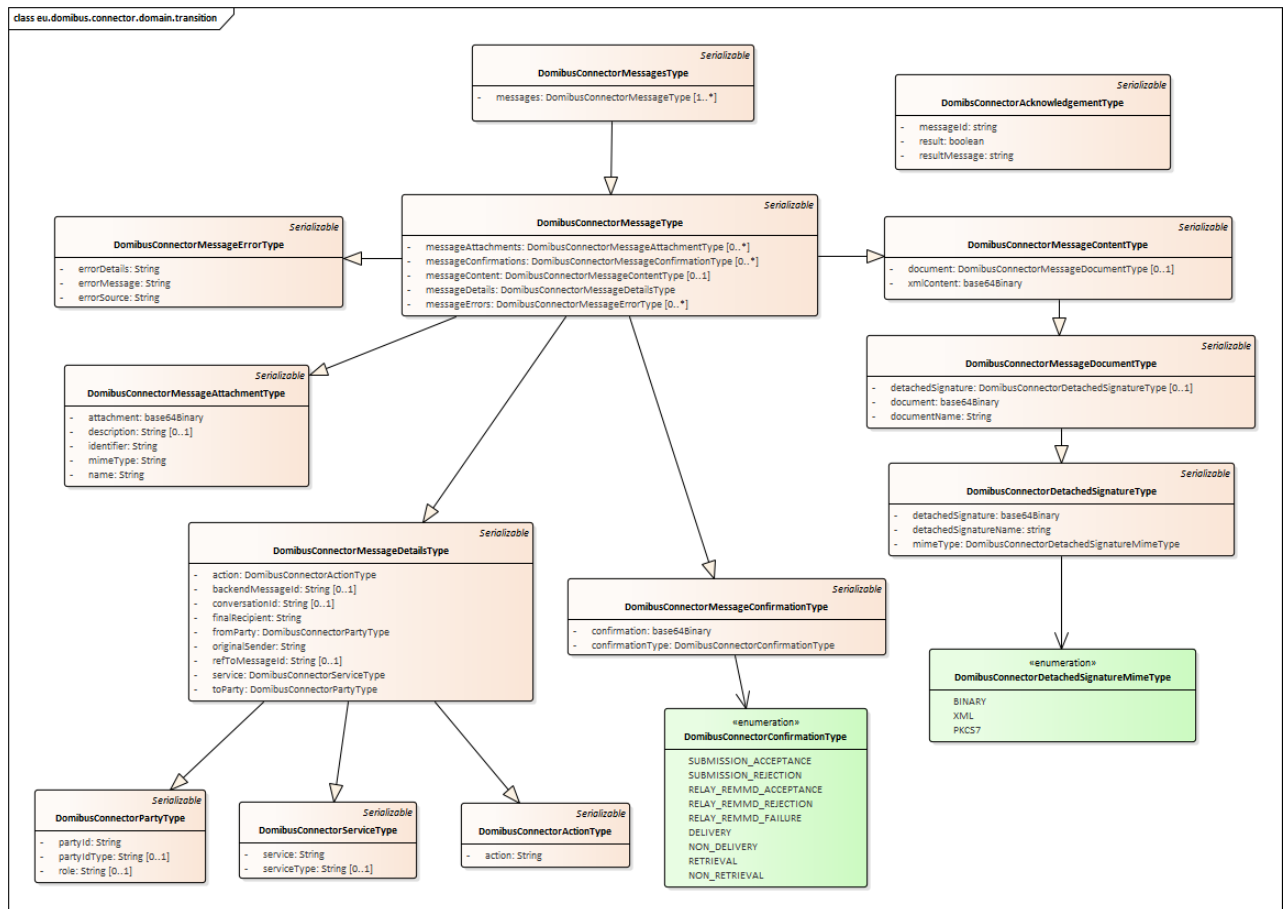 class eu.domibus.connector.domain.transition
Serializable
DomibusConnectorMessagesType
- messages: DomibusConnectorMessageType [1..*]
Serializable
DomibsConnectorAcknowledgementType
- messageId: string
- result: boolean
- resultMessage: string
Serializable
DomibusConnectorMessageType
- messageAttachments: DomibusConnectorMessageAttachmentType [0..*]
- messageConfirmations: DomibusConnectorMessageConfirmationType [0..*]
- messageContent: DomibusConnectorMessageContentType [0..1]
- messageDetails: DomibusConnectorMessageDetailsType
- messageErrors: DomibusConnectorMessageErrorType [0..*]
Serializable
DomibusConnectorMessageErrorType
- errorDetails: String
- errorMessage: String
- errorSource: String
Serializable
DomibusConnectorMessageContentType
- document: DomibusConnectorMessageDocumentType [0..1]
- xmlContent: base64Binary
Serializable
DomibusConnectorMessageDocumentType
- detachedSignature: DomibusConnectorDetachedSignatureType [0..1]
- document: base64Binary
- documentName: String
Serializable
DomibusConnectorMessageAttachmentType
- attachment: base64Binary
- description: String [0..1]
- identifier: String
- mimeType: String
- name: String
Serializable
DomibusConnectorDetachedSignatureType
- detachedSignature: base64Binary
- detachedSignatureName: string
- mimeType: DomibusConnectorDetachedSignatureMimeType
Serializable
DomibusConnectorMessageDetailsType
- action: DomibusConnectorActionType
- backendMessageId: String [0..1]
- conversationId: String [0..1]
- finalRecipient: String
- fromParty: DomibusConnectorPartyType
- originalSender: String
- refToMessageId: String [0..1]
- service: DomibusConnectorServiceType
- toParty: DomibusConnectorPartyType
Serializable
DomibusConnectorMessageConfirmationType
- confirmation: base64Binary
- confirmationType: DomibusConnectorConfirmationType
«enumeration»
DomibusConnectorDetachedSignatureMimeType
BINARY
XML
PKCS7
«enumeration»
DomibusConnectorConfirmationType
SUBMISSION_ACCEPTANCE
SUBMISSION_REJECTION
RELAY_REMMD_ACCEPTANCE
RELAY_REMMD_REJECTION
RELAY_REMMD_FAILURE
DELIVERY
NON_DELIVERY
RETRIEVAL
NON_RETRIEVAL
Serializable
DomibusConnectorPartyType
- partyId: String
- partyIdType: String [0..1]
- role: String [0..1]
Serializable
DomibusConnectorServiceType
- service: String
- serviceType: String [0..1]
Serializable
DomibusConnectorActionType
- action: String